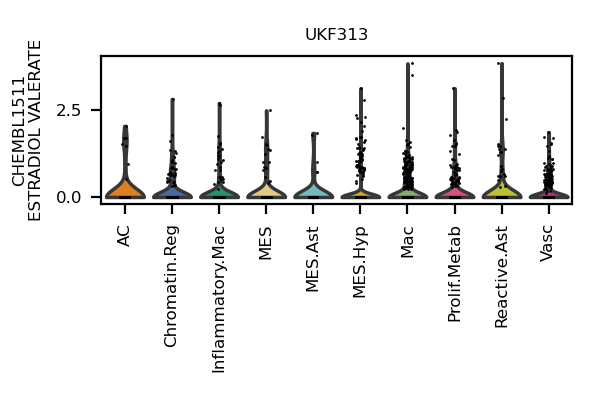 UKF313
CHEMBL1511
ESTRADIOL VALERATE
2.5
0.0
AC
Chromatin.Reg
Inflammatory.Mac
MES
MES.Ast
MES.Hyp
Mac
Prolif.Metab
Reactive.Ast
Vasc